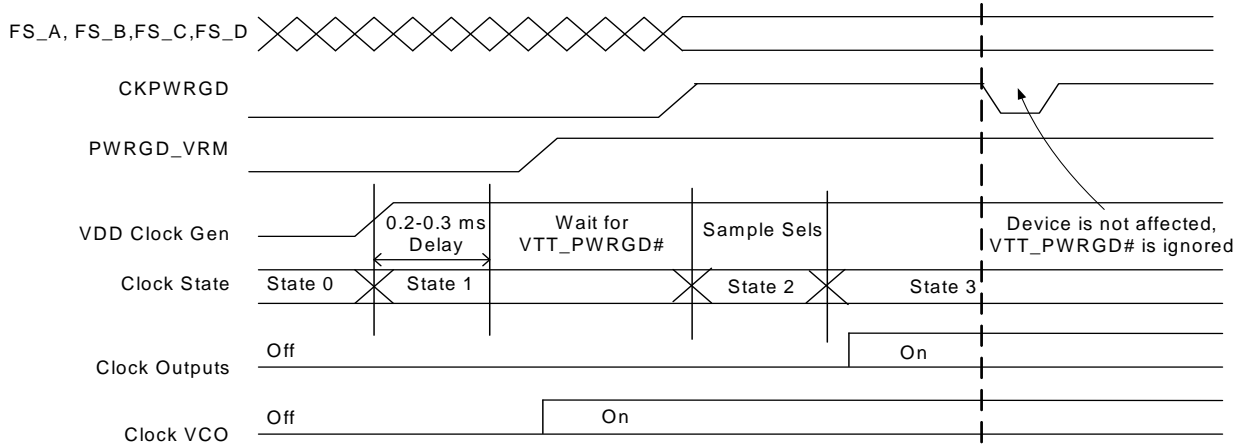 FS_A, FS_B,FS_C,FS_D
CKPWRGD
PWRGD_VRM
VDD Clock Gen
0.2-0.3 ms
Delay
Wait for
VTT_PWRGD#
Sample Sels
Device is not affected,
VTT_PWRGD# is ignored
Clock State
State 0
State 1
State 2
State 3
Clock Outputs
Off
On
Clock VCO
Off
On